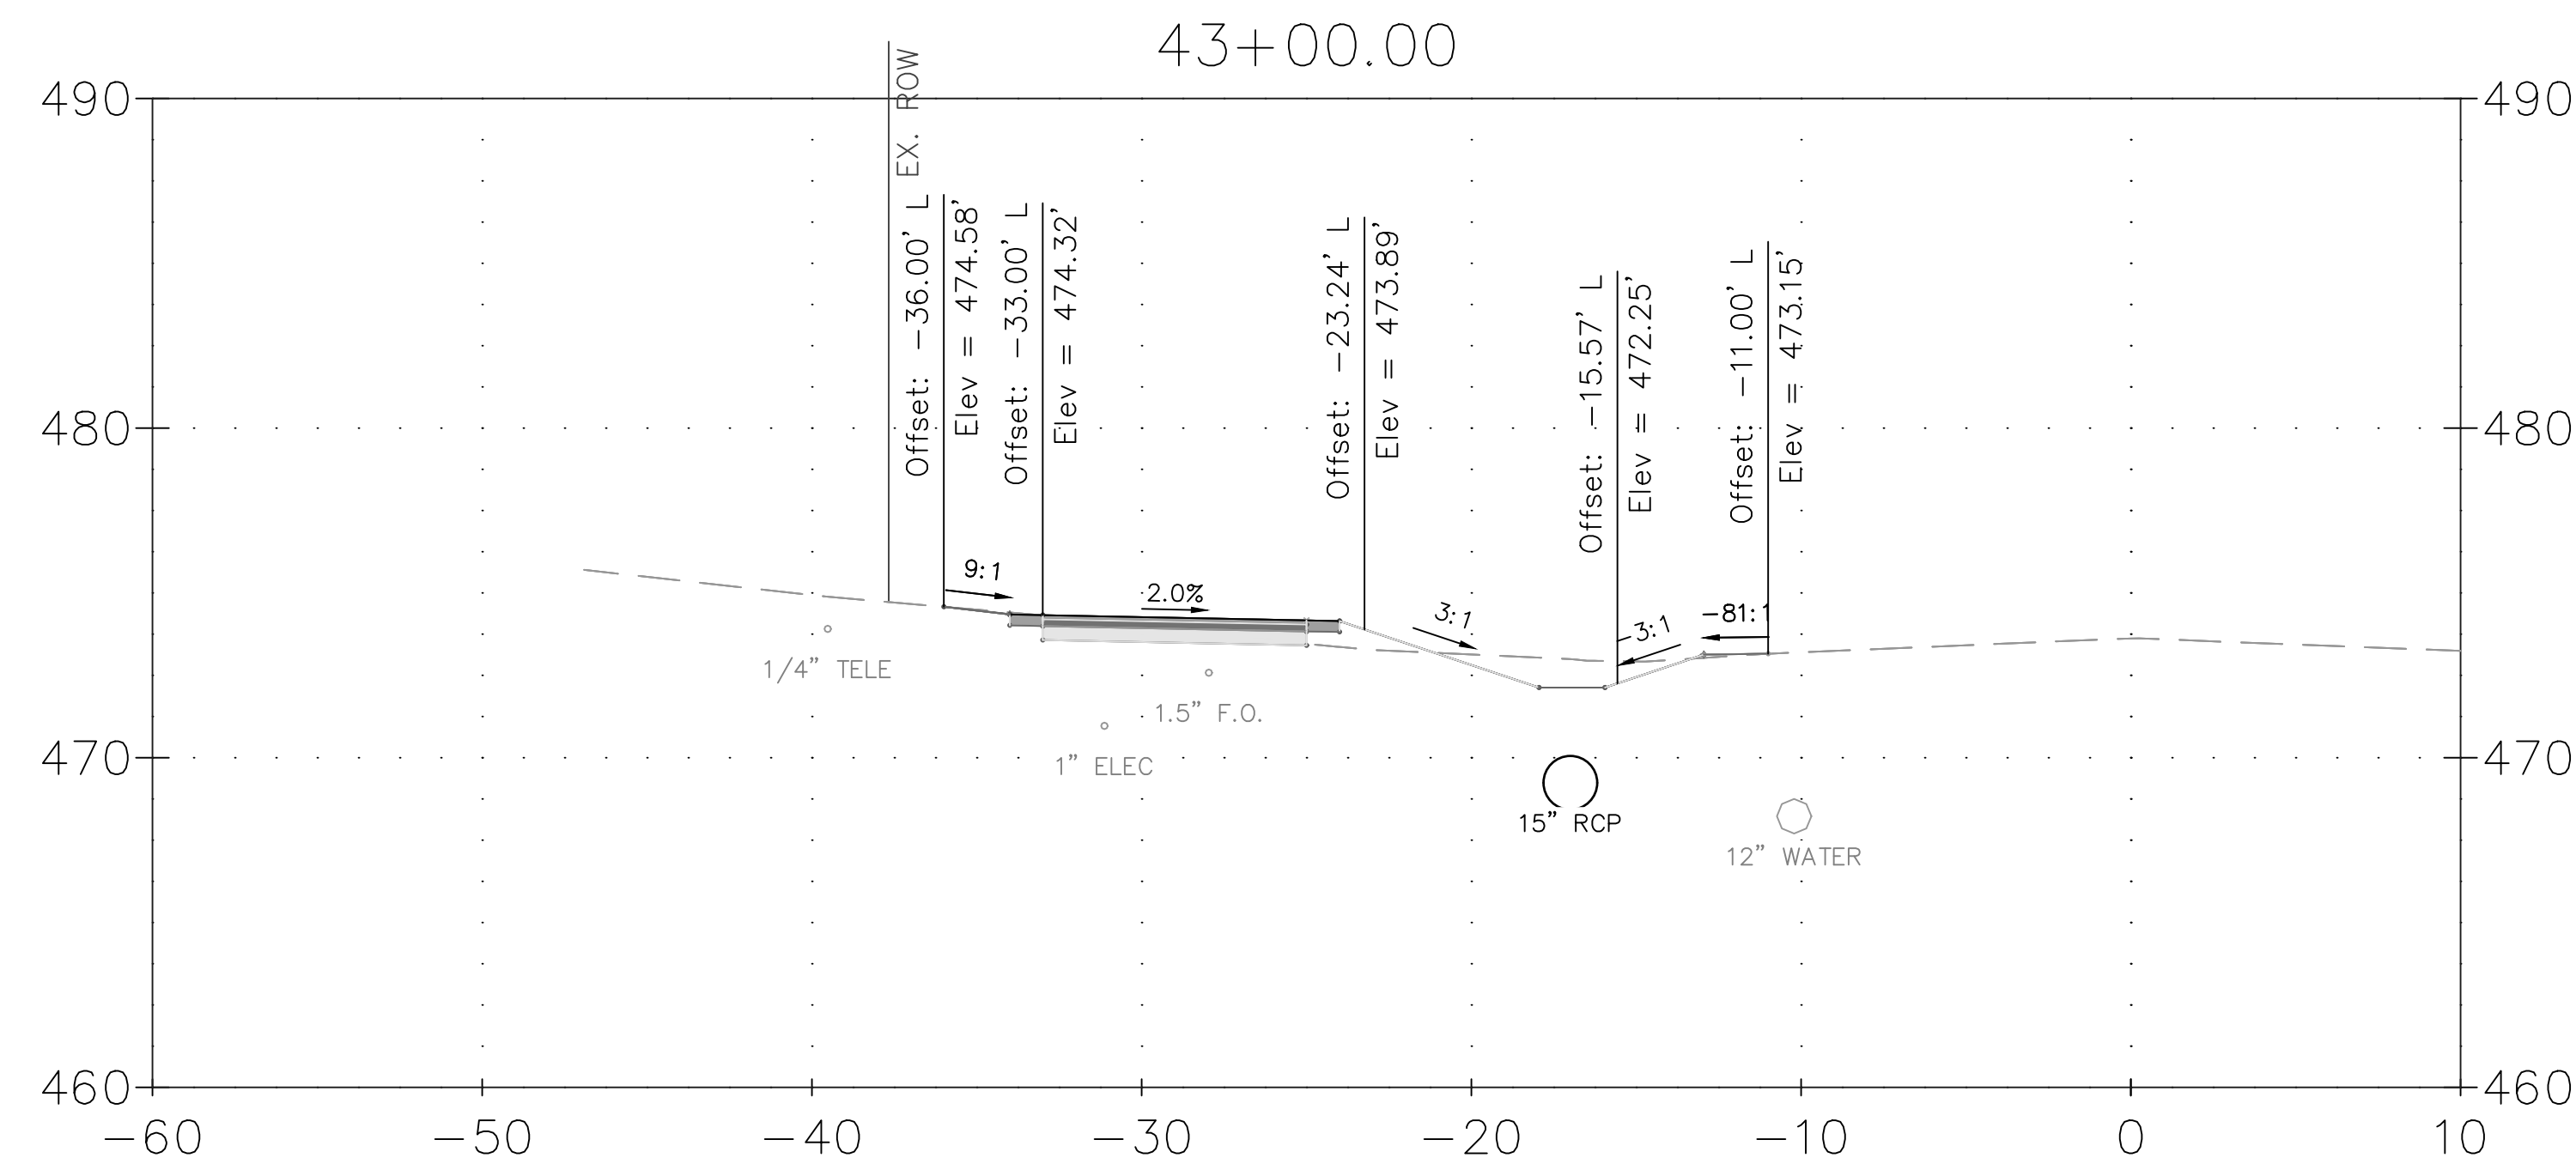 43+00.00
EX. ROW
490
490
Offset: -36.00' L
Elev = 474.58'
Offset: -33.00' L
Elev = 474.32'
Offset: -23.24' L
Elev = 473.89'
Offset: -15.57' L
Elev = 472.25'
Offset: -11.00' L
Elev = 473.15'
480
480
9:1
2.0%
3:1
-3:1
-81:1
1/4" TELE
1.5" F.O.
1" ELEC
470
470
15" RCP
12" WATER
460
460
-60
-50
-40
-30
-20
-10
0
10